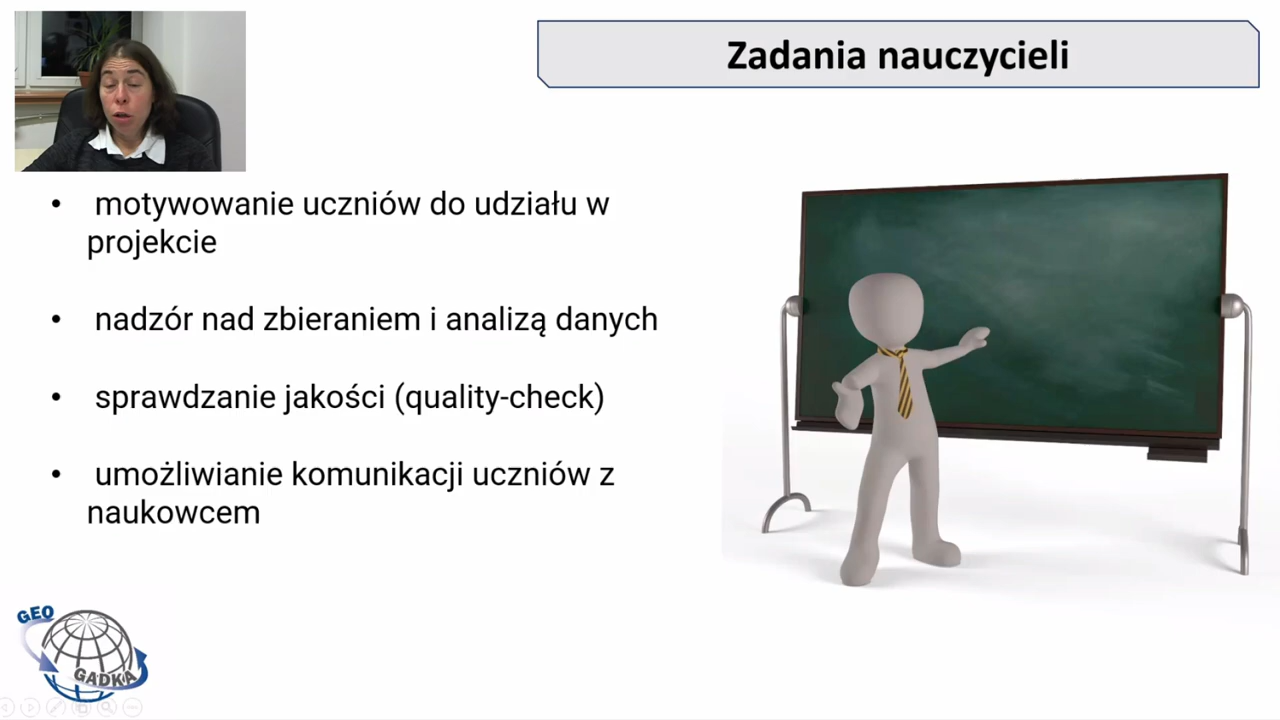 Zadania nauczycieli
• motywowanie uczniów do udziału w
projekcie
• nadzór nad zbieraniem i analizą danych
• sprawdzanie jakości (quality-check)
• umożliwianie komunikacji uczniów z
naukowcem
GEO
GADKA